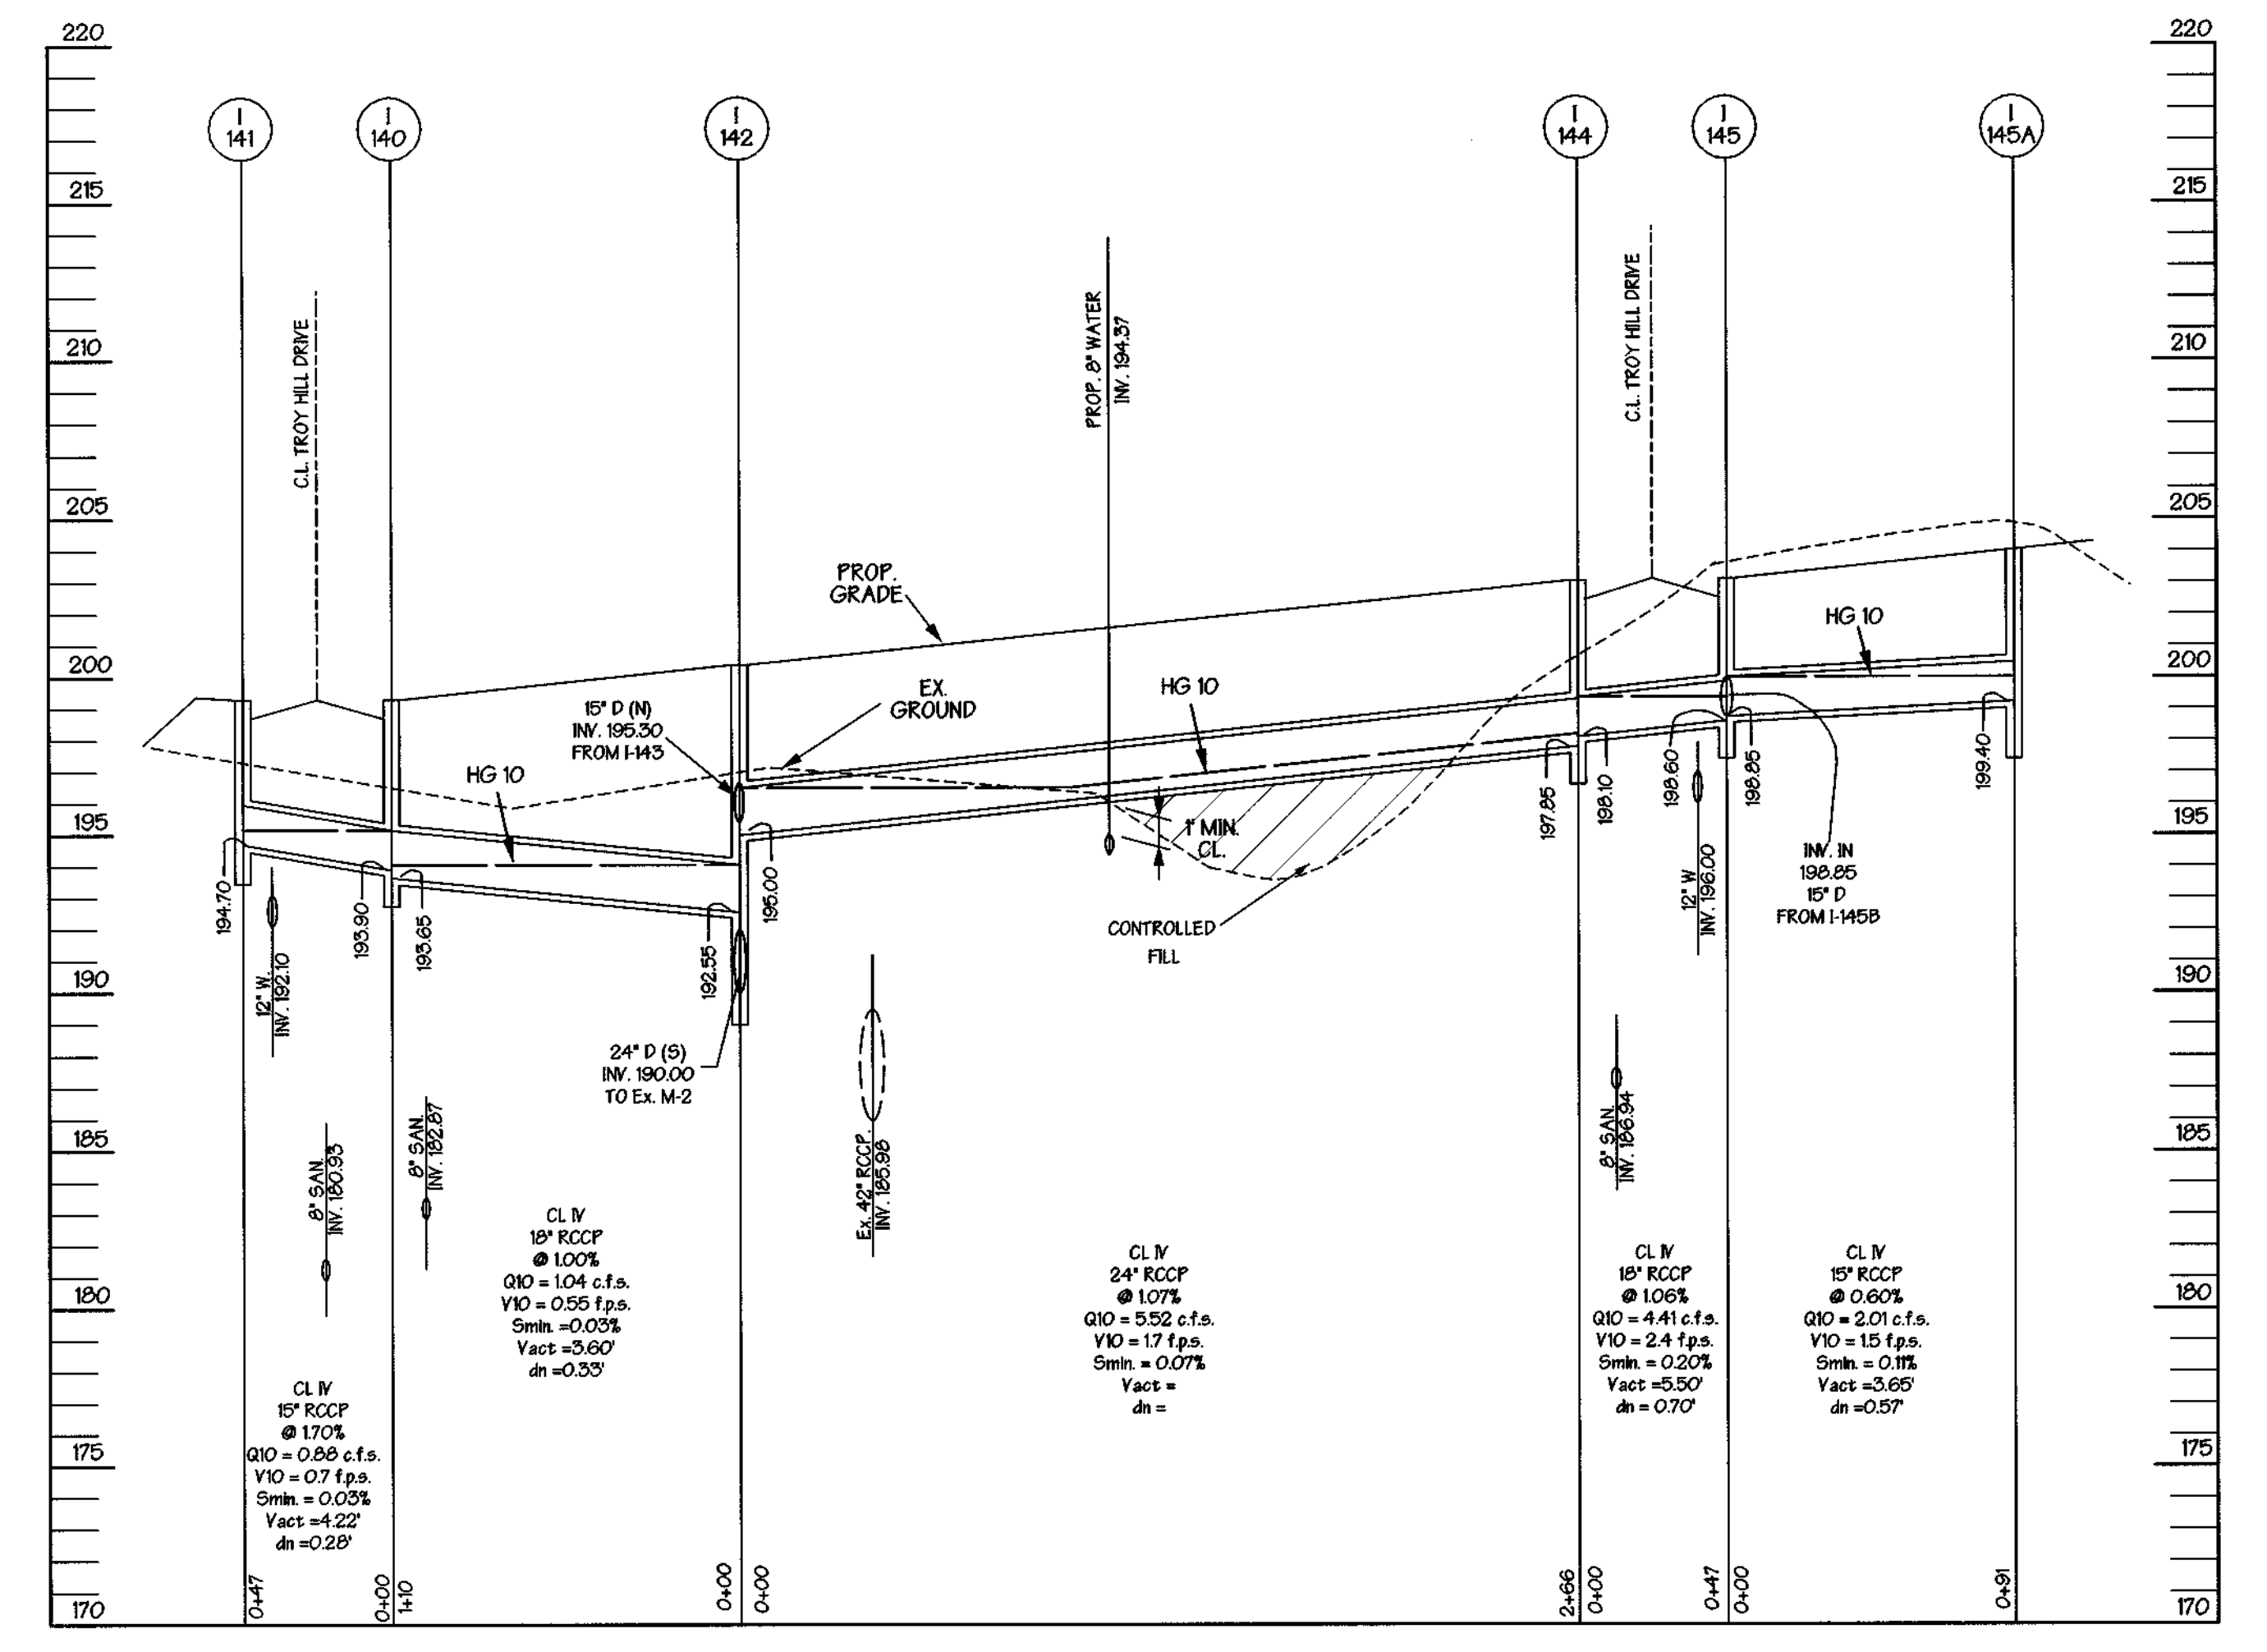 220
215
210
205
200
195
190
185
180
175
170
I
141
I
140
I
142
I
144
I
145
I
145A
220
215
210
205
200
195
190
185
180
175
170
C.L. TROY HILL DRIVE
PROP. 8" WATER
INV. 194.37
C.L. TROY HILL DRIVE
PROP.
GRADE
EX.
GROUND
15" D (N)
INV. 195.30
FROM I-143
HG 10
HG 10
HG 10
1' MIN.
CL.
CONTROLLED
FILL
INV. IN
198.85
15" D
FROM I-145B
194.70
193.90
193.65
192.55
195.00
197.85
198.10
198.60
198.85
199.40
12" W.
INV. 192.10
12" W
INV. 196.00
24" D (S)
INV. 190.00
TO Ex. M-2
8" SAN.
INV. 180.93
8" SAN.
INV. 182.87
Ex. 42" RCCP.
INV. 185.98
8" SAN.
INV. 186.94
CL IV
15" RCCP
@ 1.70%
Q10 = 0.88 c.f.s.
V10 = 0.7 f.p.s.
Smin. = 0.03%
Vact =4.22'
dn =0.28'
CL IV
18" RCCP
@ 1.00%
Q10 = 1.04 c.f.s.
V10 = 0.55 f.p.s.
Smin. =0.03%
Vact =3.60'
dn =0.33'
CL IV
24" RCCP
@ 1.07%
Q10 = 5.52 c.f.s.
V10 = 1.7 f.p.s.
Smin. = 0.07%
Vact =
dn =
CL IV
18" RCCP
@ 1.06%
Q10 = 4.41 c.f.s.
V10 = 2.4 f.p.s.
Smin. = 0.20%
Vact =5.50'
dn = 0.70'
CL IV
15" RCCP
@ 0.60%
Q10 = 2.01 c.f.s.
V10 = 1.5 f.p.s.
Smin. = 0.11%
Vact =3.65'
dn =0.57'
0+47
0+00
1+10
0+00
0+00
2+66
0+00
0+47
0+00
0+91